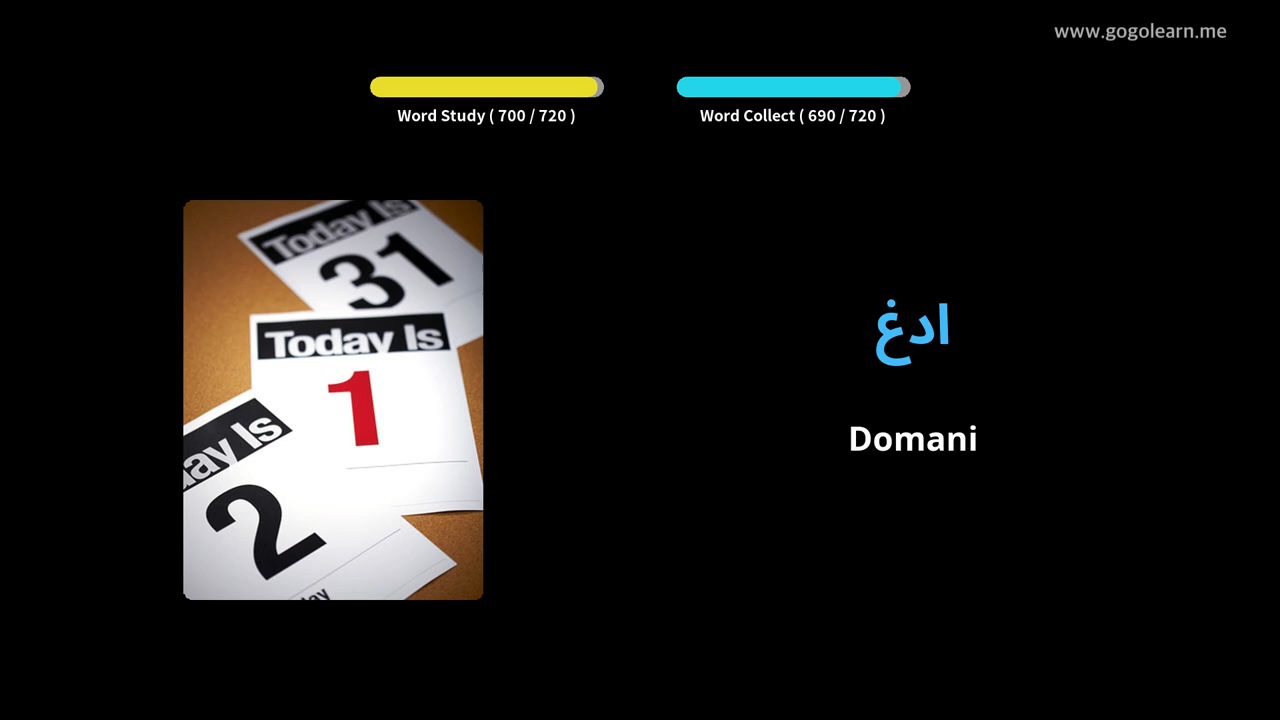 www.gogolearn.me
Word Study ( 700 / 720 )
Word Collect ( 690 / 720 )
Today Is
31
Today Is
1
ay Is
2
ادغ
Domani